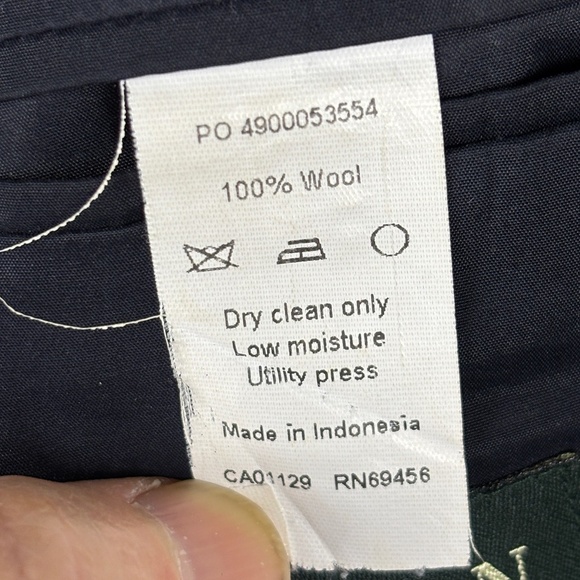 PO 4900053554
100% Wool
Dry clean only
Low moisture
Utility press
Made in Indonesia
CA01129 RN69456
N